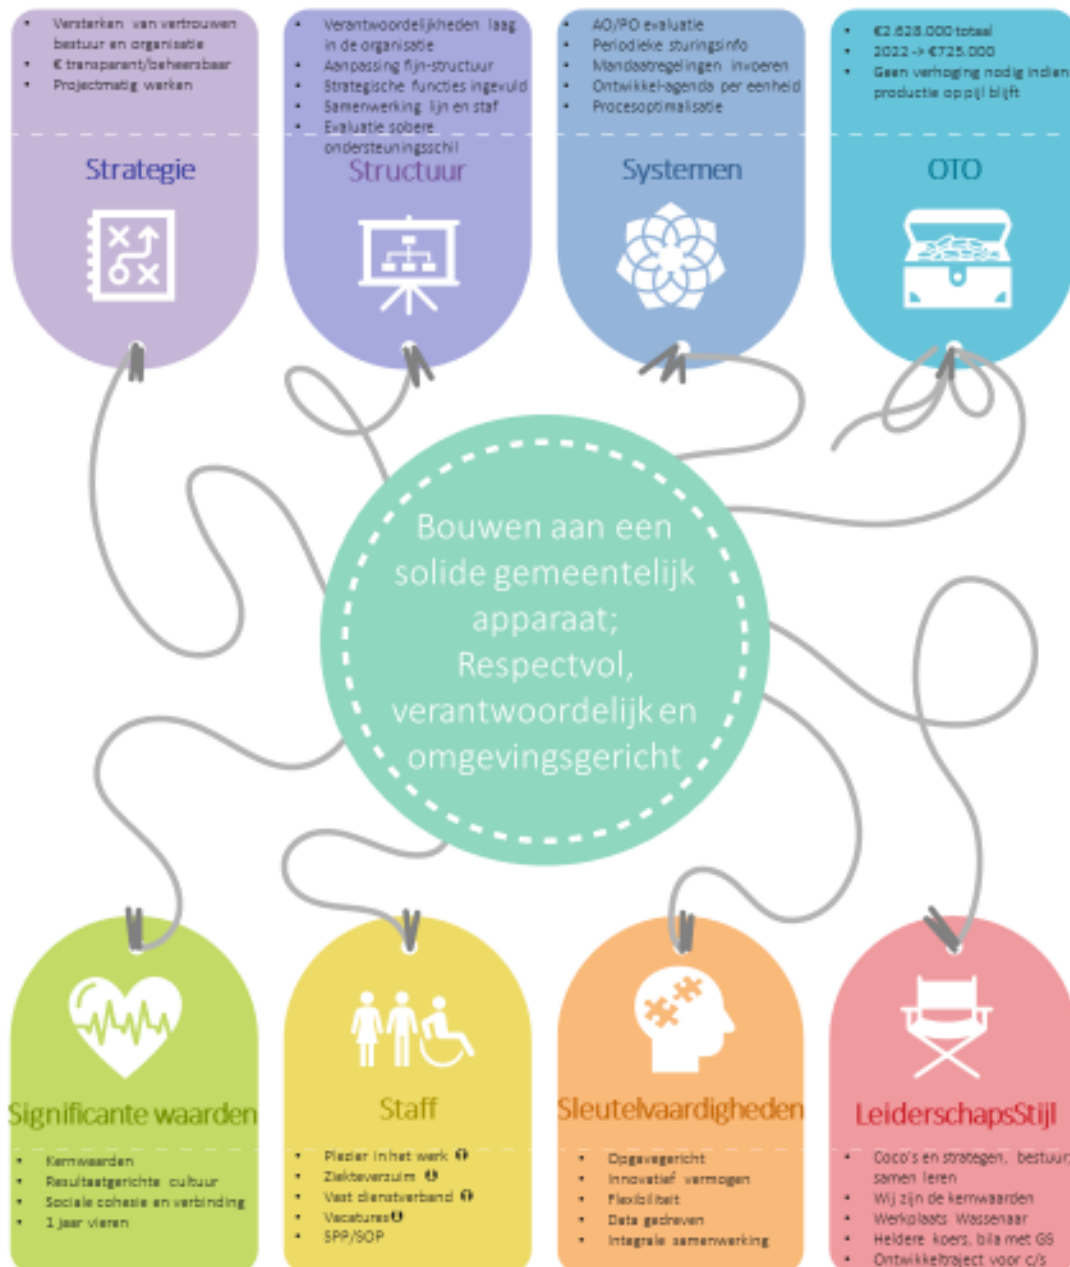 • Versterken van vertrouwen
bestuur en organisatie
• € transparant/beheersbaar
• Projectmatig werken
Strategie
• Verantwoordelijkheden laag
in de organisatie
• Aanpassing fijn-structuur
• Strategische functies ingevuld
• Samenwerking lijn en staf
• Evaluatie sobere
ondersteuningsschil
Structuur
• AO/PO evaluatie
• Periodieke sturingsinfo
• Mandaatregelingen invoeren
• Ontwikkel-agenda per eenheid
• Procesoptimalisatie
Systemen
• €2.628.000 totaal
• 2022 -> €725.000
• Geen verhoging nodig indien
productie op pijl blijft
OTO
Bouwen aan een
solide gemeentelijk
apparaat;
Respectvol,
verantwoordelijk en
omgevingsgericht
Significante waarden
• Kernwaarden
• Resultaatgerichte cultuur
• Sociale cohesie en verbinding
• 1 jaar vieren
Staff
• Plezier in het werk
• Ziekteverzuim
• Vast dienstverband
• Vacatures
• SPP/SOP
Sleutelvaardigheden
• Opgavegericht
• Innovatief vermogen
• Flexibiliteit
• Data gedreven
• Integrale samenwerking
LeiderschapsStijl
• Coco's en strategen, bestuur,
samen leren
• Wij zijn de kernwaarden
• Werkplaats Wassenaar
• Heldere koers, bila met GS
• Ontwikkeltraject voor c/s